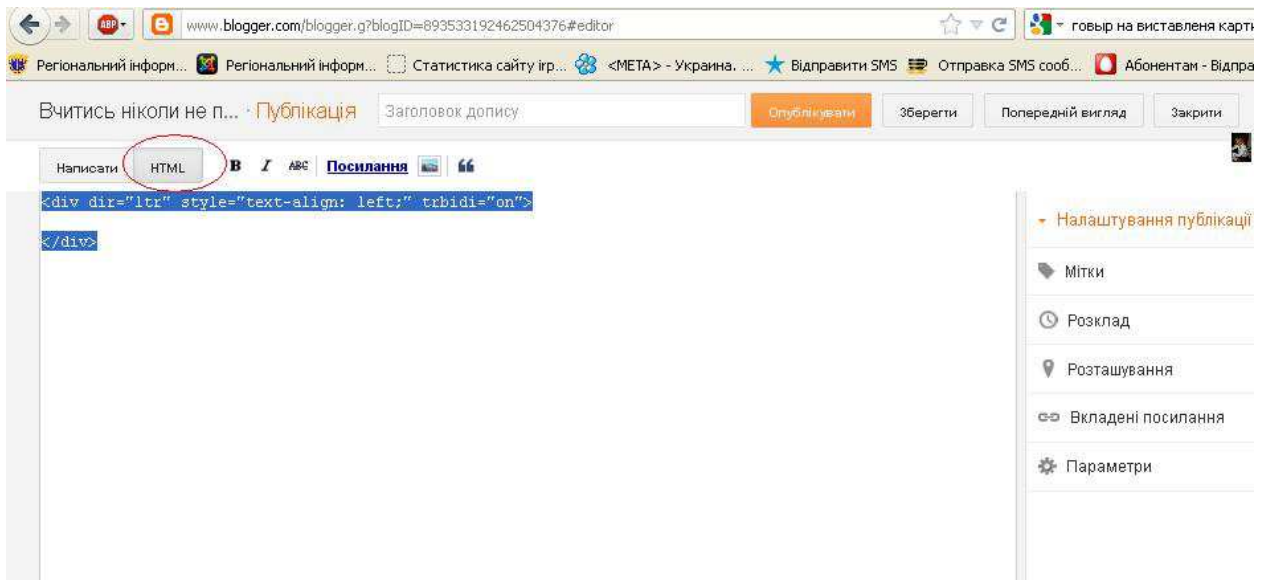 ABP www.blogger.com/blogger.g?blogID=893533192462504376#editor говыр на виставленя карти
Регіональний інформ... Регіональний інформ... Статистика сайту irp... <META> - Украина. ... Відправити SMS Отправка SMS сооб... Абонентам - Відпра
Вчитись ніколи не п... · Публікація Заголовок допису Опублікувати Зберегти Попередній вигляд Закрити
Написати HTML B I ABC Посилання
<div dir="ltr" style="text-align: left;" trbidi="on">
</div>
Налаштування публікації
Мітки
Розклад
Розташування
Вкладені посилання
Параметри